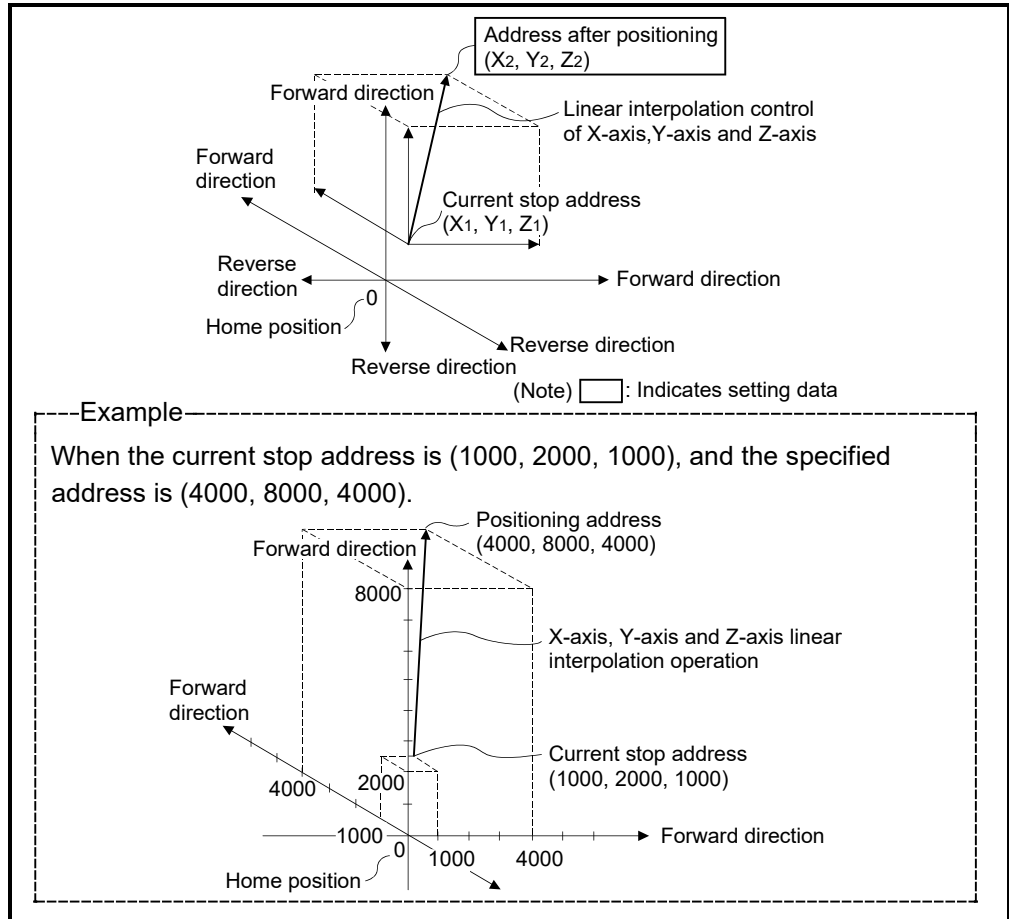 Address after positioning
(X2, Y2, Z2)
Forward direction
Linear interpolation control
of X-axis,Y-axis and Z-axis
Forward
direction
Current stop address
(X1, Y1, Z1)
Reverse
direction
Forward direction
0
Home position
Reverse direction
Reverse direction
(Note) : Indicates setting data
Example
When the current stop address is (1000, 2000, 1000), and the specified
address is (4000, 8000, 4000).
Positioning address
(4000, 8000, 4000)
Forward direction
8000
X-axis, Y-axis and Z-axis linear
interpolation operation
Forward
direction
Current stop address
(1000, 2000, 1000)
4000
2000
1000
Forward direction
0
1000
4000
Home position